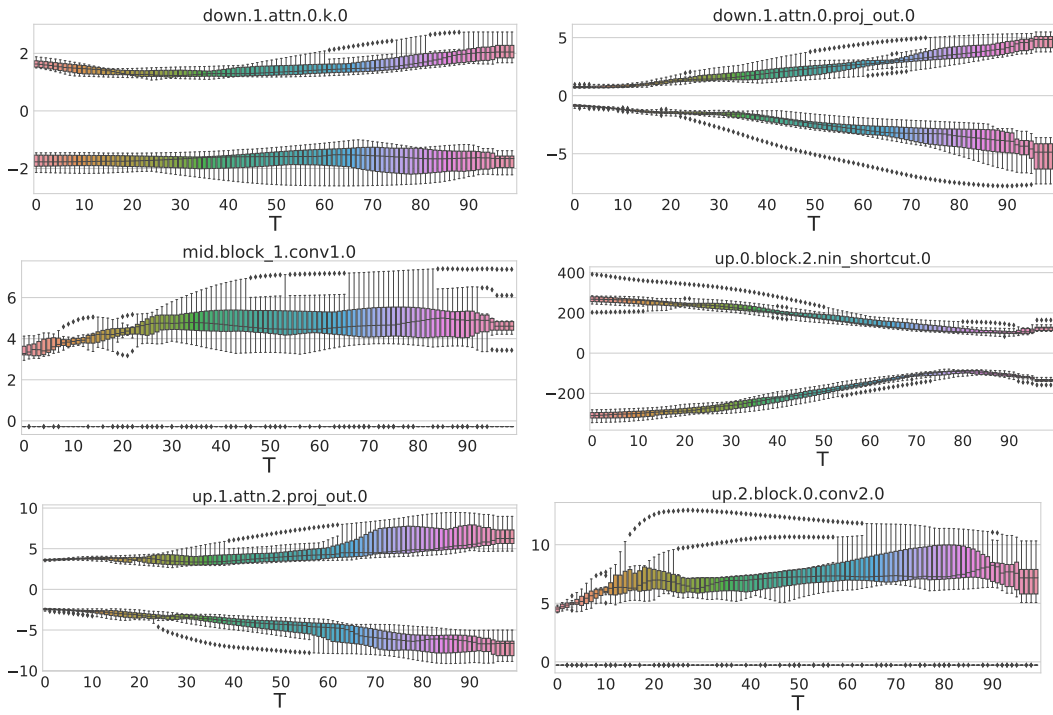 down.1.attn.0.k.0
2
0
−2
0 10 20 30 40 50 60 70 80 90
T
down.1.attn.0.proj_out.0
5
0
−5
0 10 20 30 40 50 60 70 80 90
T
mid.block_1.conv1.0
6
4
2
0
0 10 20 30 40 50 60 70 80 90
T
up.0.block.2.nin_shortcut.0
400
200
0
−200
0 10 20 30 40 50 60 70 80 90
T
up.1.attn.2.proj_out.0
10
5
0
−5
−10
0 10 20 30 40 50 60 70 80 90
T
up.2.block.0.conv2.0
10
5
0
0 10 20 30 40 50 60 70 80 90
T